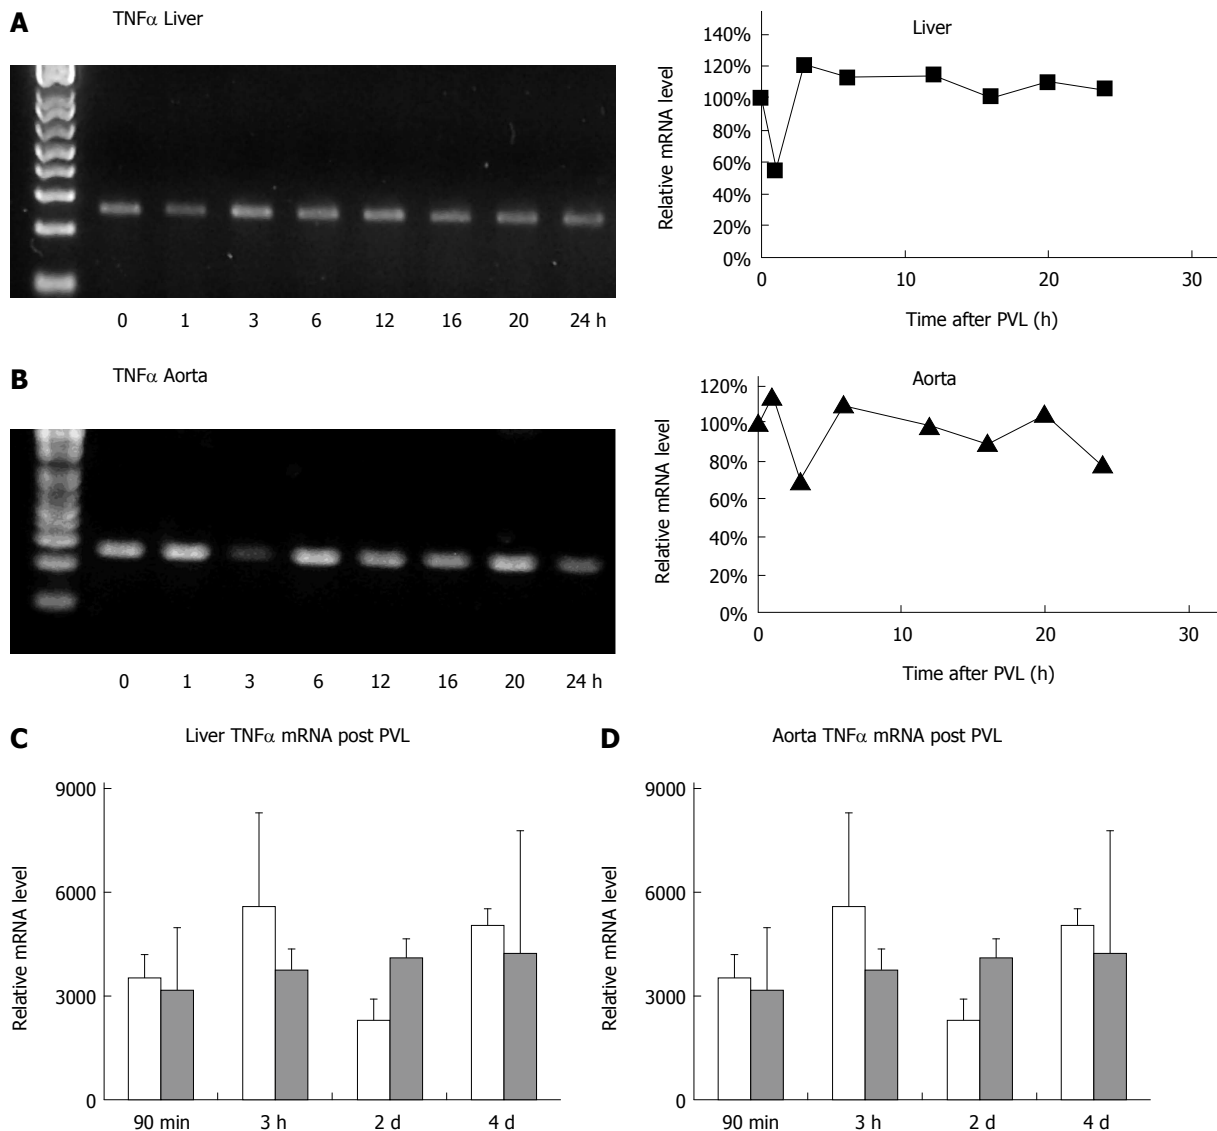 A
TNFα Liver
0 1 3 6 12 16 20 24 h
Liver
Relative mRNA level
140%
120%
100%
80%
60%
40%
20%
0%
0 10 20 30
Time after PVL (h)
B
TNFα Aorta
0 1 3 6 12 16 20 24 h
Aorta
Relative mRNA level
120%
100%
80%
60%
40%
20%
0%
0 10 20 30
Time after PVL (h)
C
Liver TNFα mRNA post PVL
Relative mRNA level
9000
6000
3000
0
90 min 3 h 2 d 4 d
D
Aorta TNFα mRNA post PVL
Relative mRNA level
9000
6000
3000
0
90 min 3 h 2 d 4 d